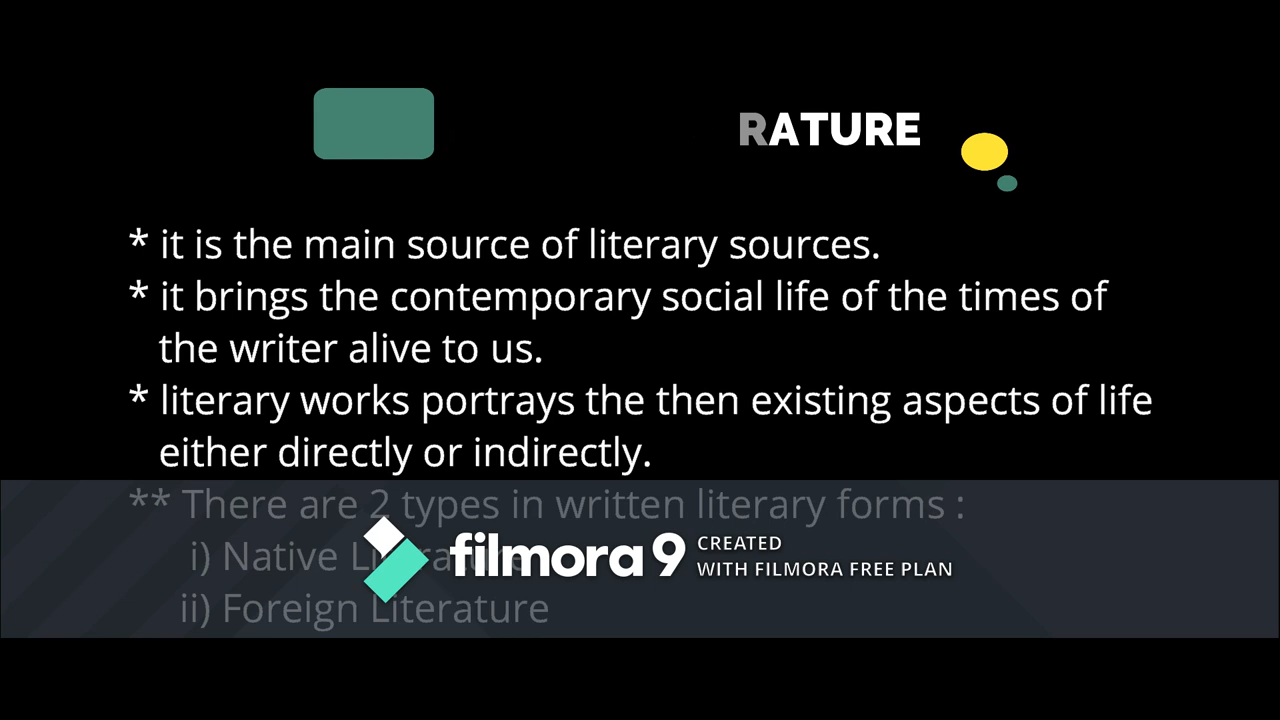 RATURE
* it is the main source of literary sources.
* it brings the contemporary social life of the times of
the writer alive to us.
* literary works portrays the then existing aspects of life
either directly or indirectly.
** There are 2 types in written literary forms :
i) Native Literature
filmora 9 CREATED
WITH FILMORA FREE PLAN
ii) Foreign Literature